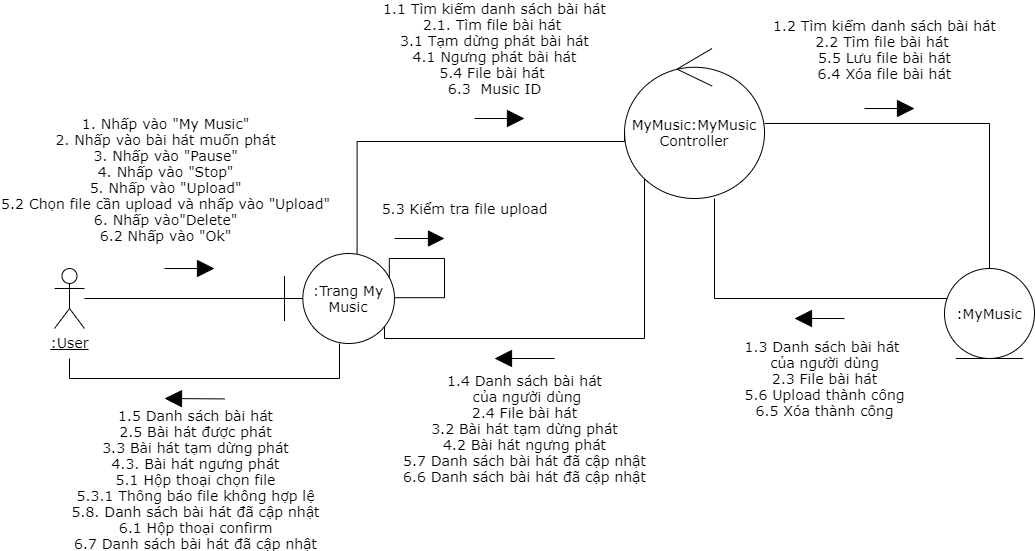 1.1 Tìm kiếm danh sách bài hát
2.1. Tìm file bài hát
3.1 Tạm dừng phát bài hát
4.1 Ngưng phát bài hát
5.4 File bài hát
6.3 Music ID
1.2 Tìm kiếm danh sách bài hát
2.2 Tìm file bài hát
5.5 Lưu file bài hát
6.4 Xóa file bài hát
MyMusic:MyMusic
Controller
1. Nhấp vào "My Music"
2. Nhấp vào bài hát muốn phát
3. Nhấp vào "Pause"
4. Nhấp vào "Stop"
5. Nhấp vào "Upload"
5.2 Chọn file cần upload và nhấp vào "Upload"
6. Nhấp vào"Delete"
6.2 Nhấp vào "Ok"
5.3 Kiểm tra file upload
:Trang My
Music
:User
:MyMusic
1.3 Danh sách bài hát
của người dùng
2.3 File bài hát
5.6 Upload thành công
6.5 Xóa thành công
1.4 Danh sách bài hát
của người dùng
2.4 File bài hát
3.2 Bài hát tạm dừng phát
4.2 Bài hát ngưng phát
5.7 Danh sách bài hát đã cập nhật
6.6 Danh sách bài hát đã cập nhật
1.5 Danh sách bài hát
2.5 Bài hát được phát
3.3 Bài hát tạm dừng phát
4.3. Bài hát ngưng phát
5.1 Hộp thoại chọn file
5.3.1 Thông báo file không hợp lệ
5.8. Danh sách bài hát đã cập nhật
6.1 Hộp thoại confirm
6.7 Danh sách bài hát đã cập nhật